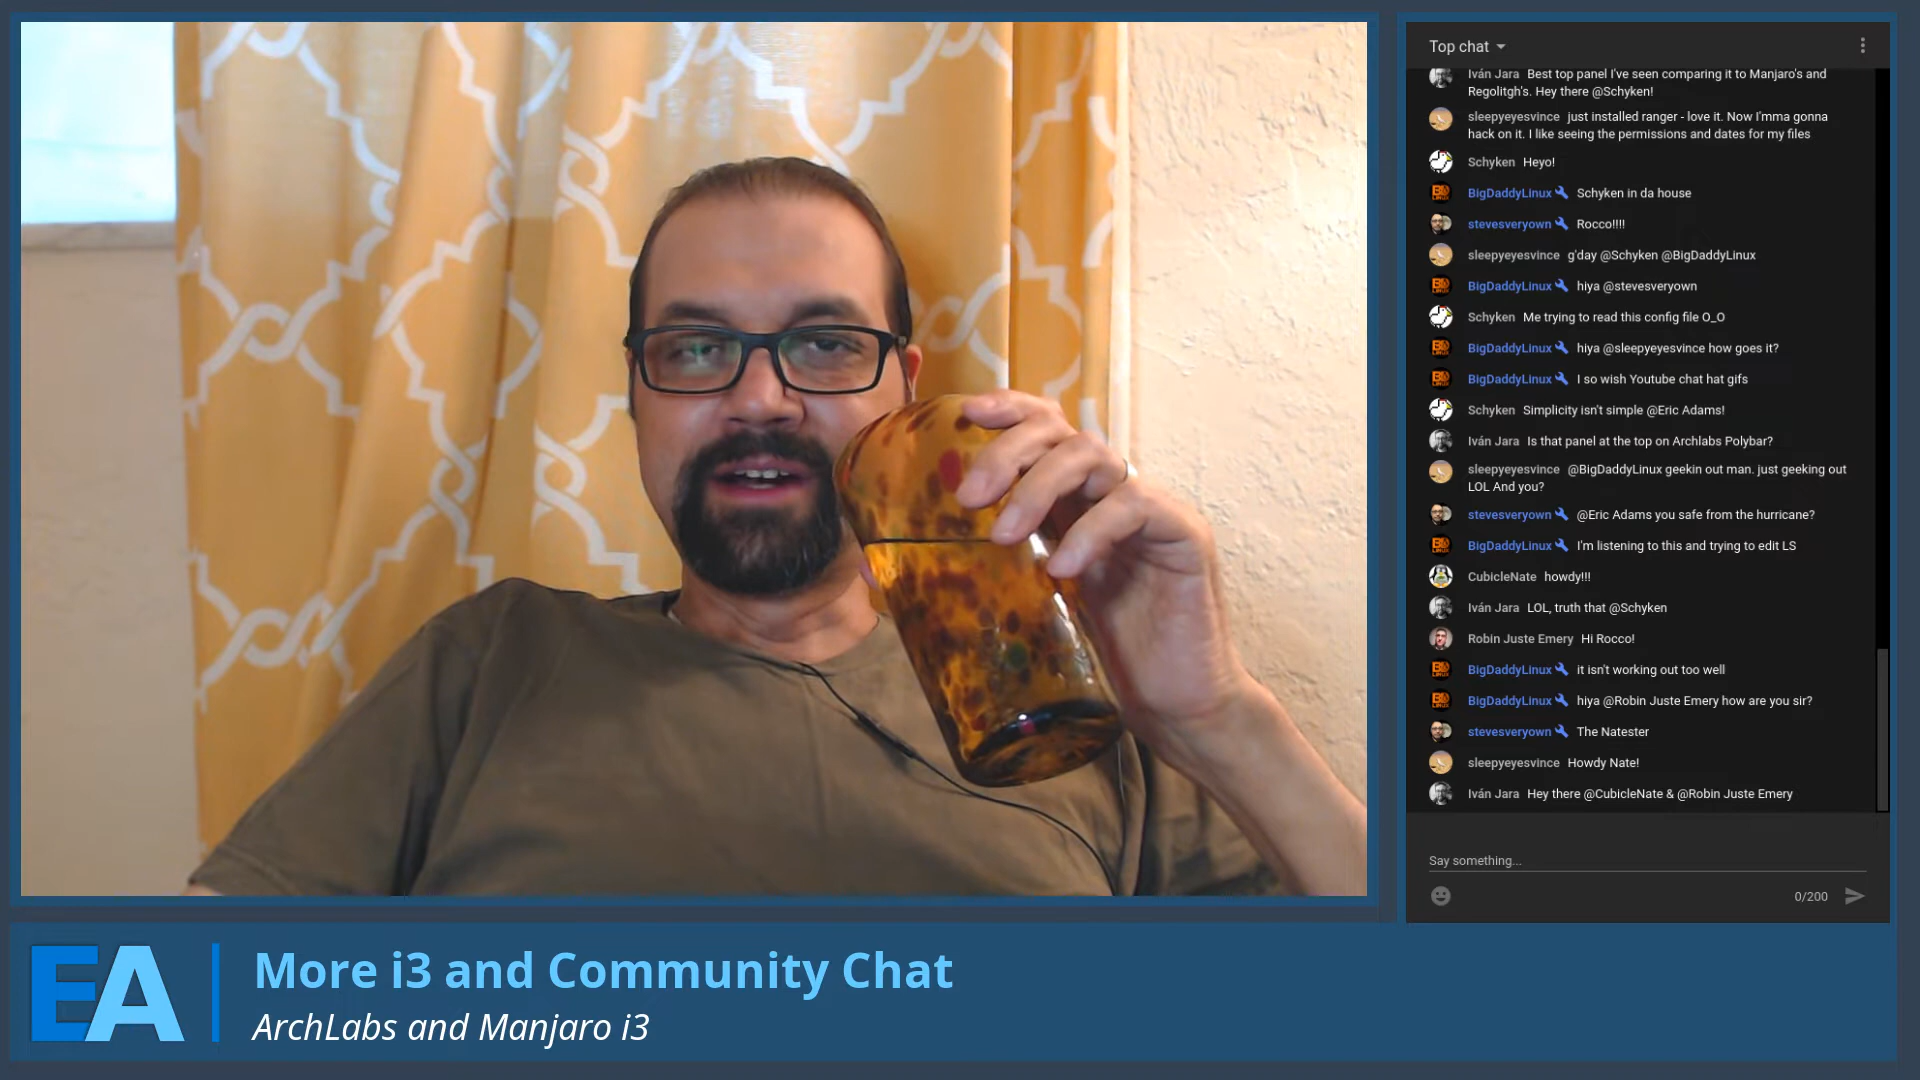 Top chat
Iván Jara Best top panel I've seen comparing it to Manjaro's and
Regolitgh's. Hey there @Schyken!
sleepyeyesvince just installed ranger - love it. Now I'mma gonna
hack on it. I like seeing the permissions and dates for my files
Schyken Heyo!
BigDaddyLinux Schyken in da house
stevesveryown Rocco!!!!
sleepyeyesvince g'day @Schyken @BigDaddyLinux
BigDaddyLinux hiya @stevesveryown
Schyken Me trying to read this config file O_O
BigDaddyLinux hiya @sleepyeyesvince how goes it?
BigDaddyLinux I so wish Youtube chat hat gifs
Schyken Simplicity isn't simple @Eric Adams!
Iván Jara Is that panel at the top on Archlabs Polybar?
sleepyeyesvince @BigDaddyLinux geekin out man. just geeking out
LOL And you?
stevesveryown @Eric Adams you safe from the hurricane?
BigDaddyLinux I'm listening to this and trying to edit LS
CubicleNate howdy!!!
Iván Jara LOL, truth that @Schyken
Robin Juste Emery Hi Rocco!
BigDaddyLinux it isn't working out too well
BigDaddyLinux hiya @Robin Juste Emery how are you sir?
stevesveryown The Natester
sleepyeyesvince Howdy Nate!
Iván Jara Hey there @CubicleNate & @Robin Juste Emery
Say something...
0/200
EA
More i3 and Community Chat
ArchLabs and Manjaro i3